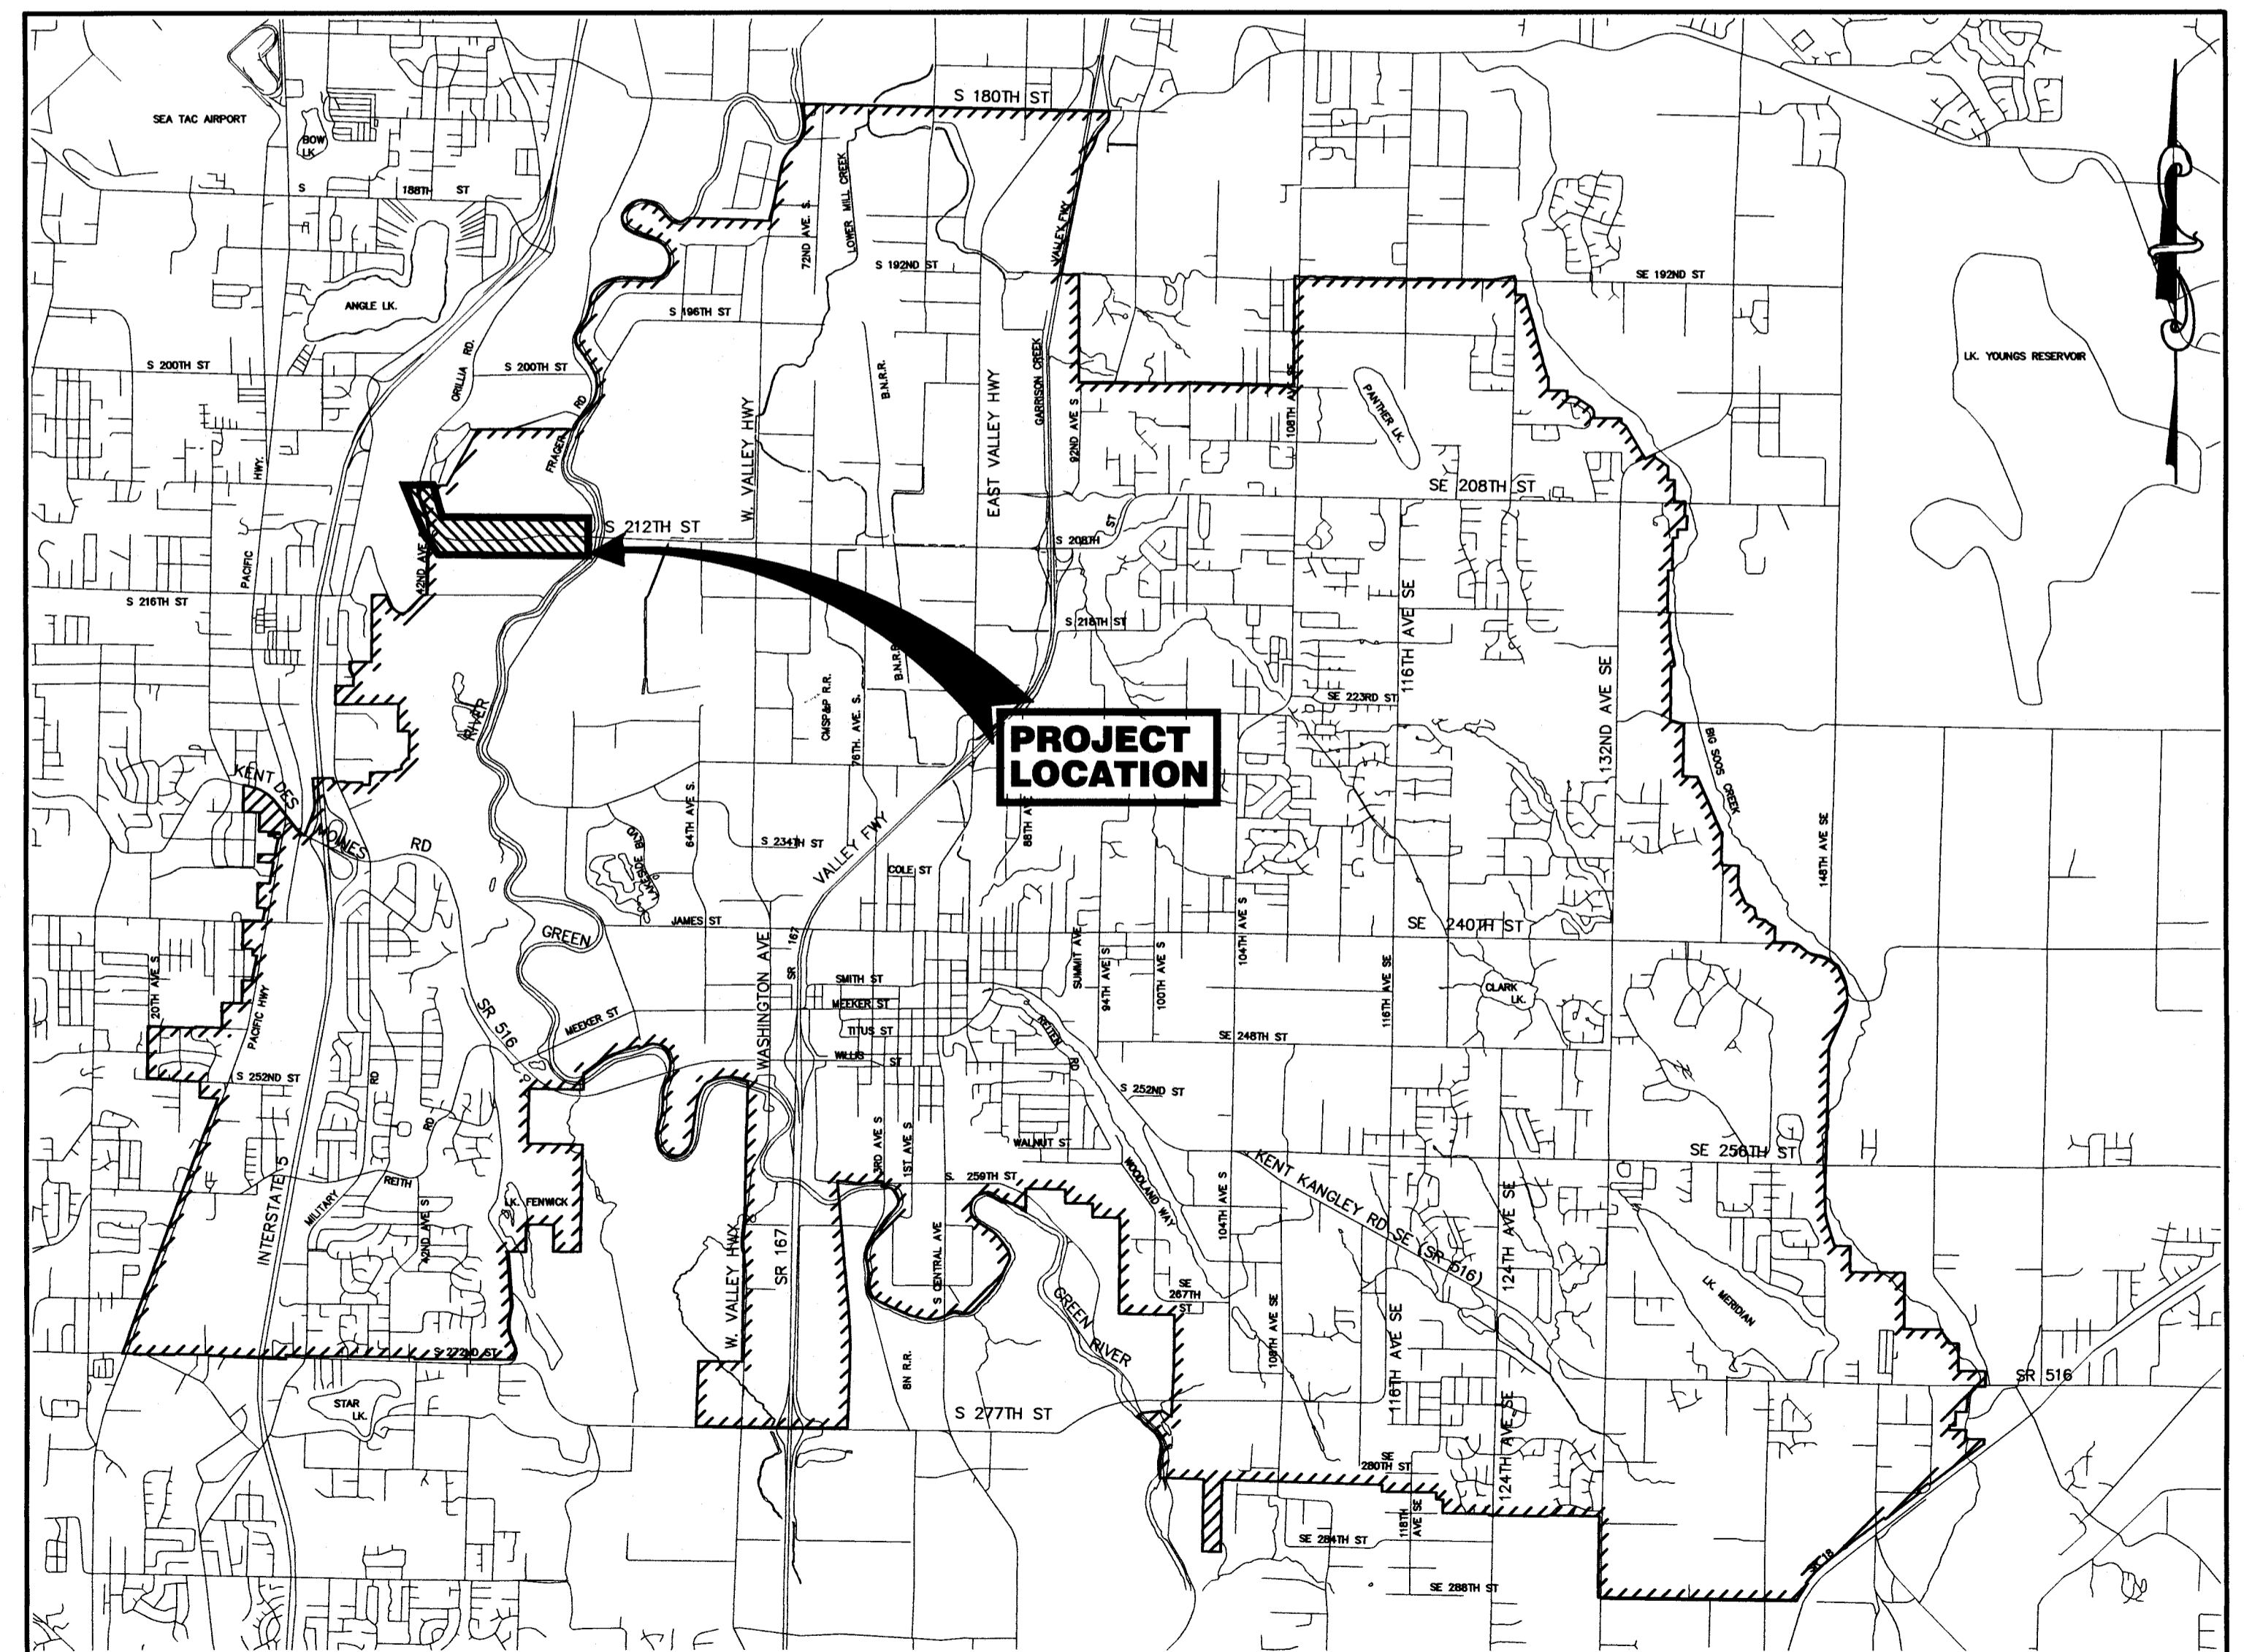 S 180TH ST
SEA TAC AIRPORT
BOW
LK
S 188TH ST
72ND AVE. S.
LOWER MILL CREEK
VALLEY FWY
S 192ND ST
SE 192ND ST
ANGLE LK.
S 196TH ST
LK. YOUNGS RESERVOIR
S 200TH ST
ORILLIA RD.
S 200TH ST
B.N.R.R.
GARRISON CREEK
EAST VALLEY HWY
W. VALLEY HWY
92ND AVE S
108TH AVE SE
PANTHER LK.
FRAGER RD
PACIFIC HWY.
SE 208TH ST
S 212TH ST
S 208TH ST
42ND AVE S
S 216TH ST
S 218TH ST
116TH AVE SE
132ND AVE SE
B.N.R.R.
CMSP&P R.R.
76TH. AVE. S.
SE 223RD ST
GREEN RIVER
PROJECT
LOCATION
BIG SOOS CREEK
KENT DES MOINES RD
64TH AVE S.
S 234TH ST
VALLEY FWY
88TH AVE
148TH AVE SE
LAKESIDE BLVD
COLE ST
JAMES ST
SE 240TH ST
104TH AVE S
WASHINGTON AVE
SR 167
SUMMIT AVE
94TH AVE S
100TH AVE S
116TH AVE SE
20TH AVE S
PACIFIC HWY
SR 516
SMITH ST
MEEKER ST
MEEKER ST
TITUS ST
WILLIS ST
REITEN RD
CLARK
LK.
SE 248TH ST
S 252ND ST
S 252ND ST
INTERSTATE 5
MILITARY RD
REITH RD
42ND AVE S
LK. FENWICK
3RD AVE S
1ST AVE S
WALNUT ST
S. 259TH ST
WOODLAND WAY
104TH AVE S
SE 256TH ST
KENT KANGLEY RD SE (SR 516)
124TH AVE SE
W. VALLEY HWY
SR 167
S CENTRAL AVE
SE
267TH
ST
GREEN RIVER
108TH AVE SE
116TH AVE SE
LK. MERIDIAN
S 272ND ST
STAR
LK.
BN R.R.
S 277TH ST
SR 516
124TH AVE SE
SE
280TH ST
118TH
AVE SE
SE 284TH ST
SE 288TH ST
SR 18